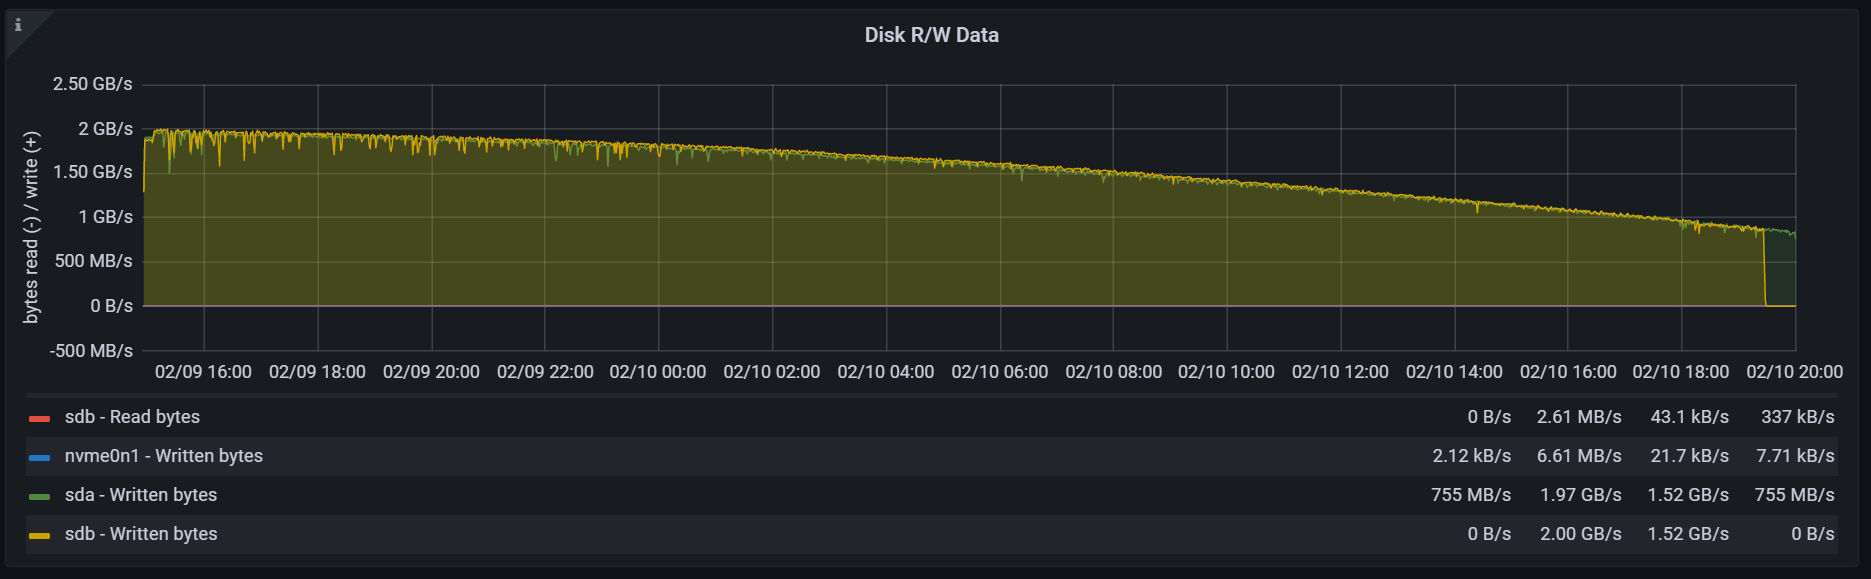 i
Disk R/W Data
bytes read (-) / write (+)
2.50 GB/s
2 GB/s
1.50 GB/s
1 GB/s
500 MB/s
0 B/s
-500 MB/s
02/09 16:00 02/09 18:00 02/09 20:00 02/09 22:00 02/10 00:00 02/10 02:00 02/10 04:00 02/10 06:00 02/10 08:00 02/10 10:00 02/10 12:00 02/10 14:00 02/10 16:00 02/10 18:00 02/10 20:00
sdb - Read bytes 0 B/s 2.61 MB/s 43.1 kB/s 337 kB/s
nvme0n1 - Written bytes 2.12 kB/s 6.61 MB/s 21.7 kB/s 7.71 kB/s
sda - Written bytes 755 MB/s 1.97 GB/s 1.52 GB/s 755 MB/s
sdb - Written bytes 0 B/s 2.00 GB/s 1.52 GB/s 0 B/s